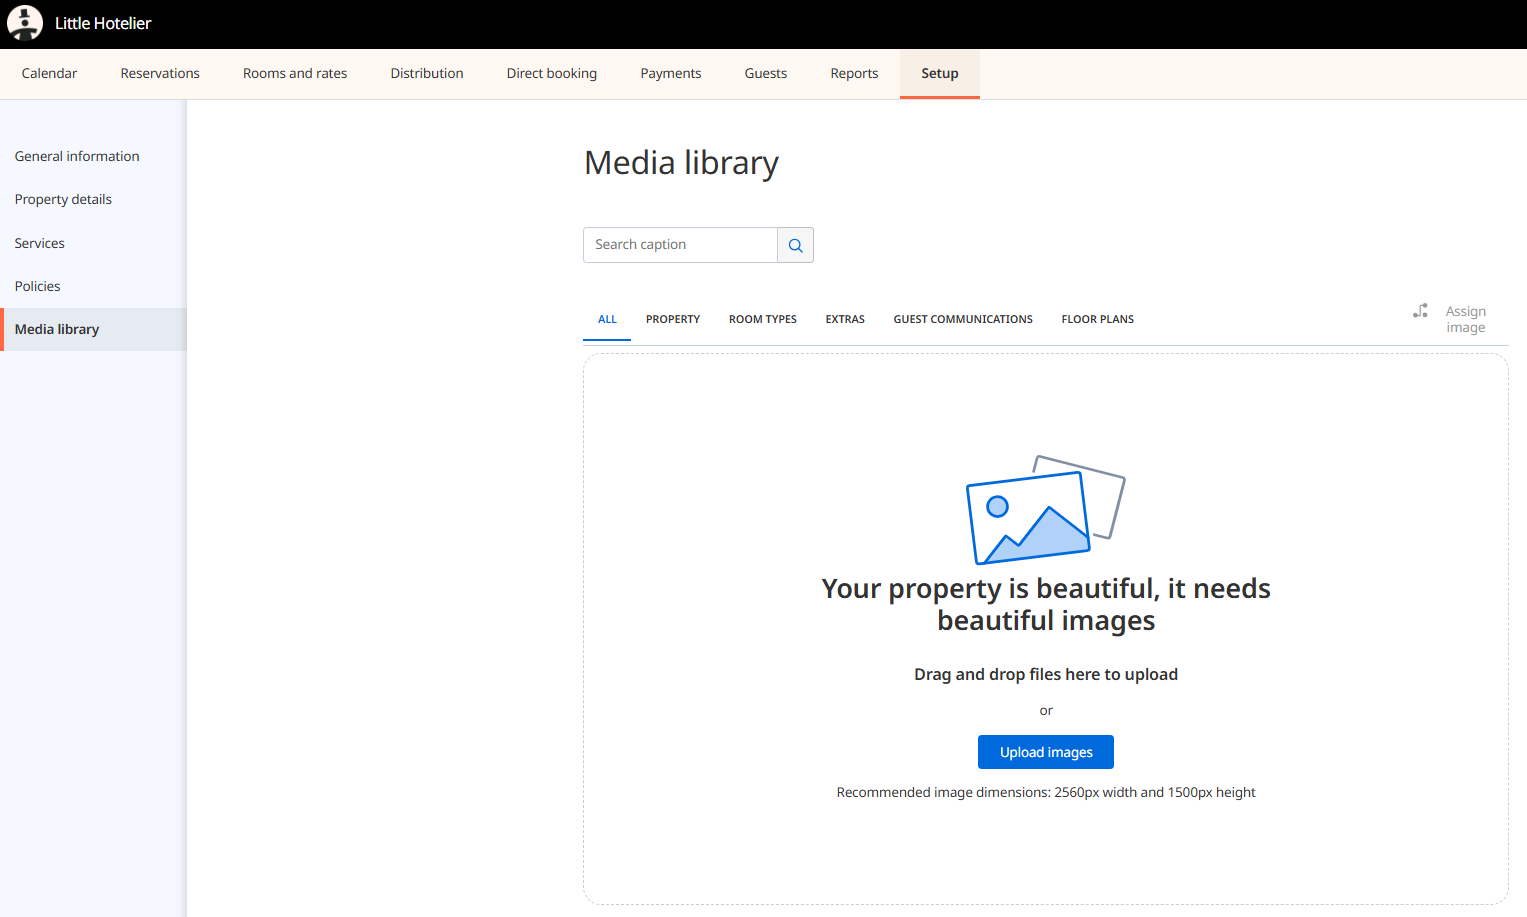 Little Hotelier
Calendar Reservations Rooms and rates Distribution Direct booking Payments Guests Reports Setup
General information
Property details
Services
Policies
Media library
Media library
Search caption
ALL PROPERTY ROOM TYPES EXTRAS GUEST COMMUNICATIONS FLOOR PLANS
Assign
image
Your property is beautiful, it needs
beautiful images
Drag and drop files here to upload
or
Upload images
Recommended image dimensions: 2560px width and 1500px height